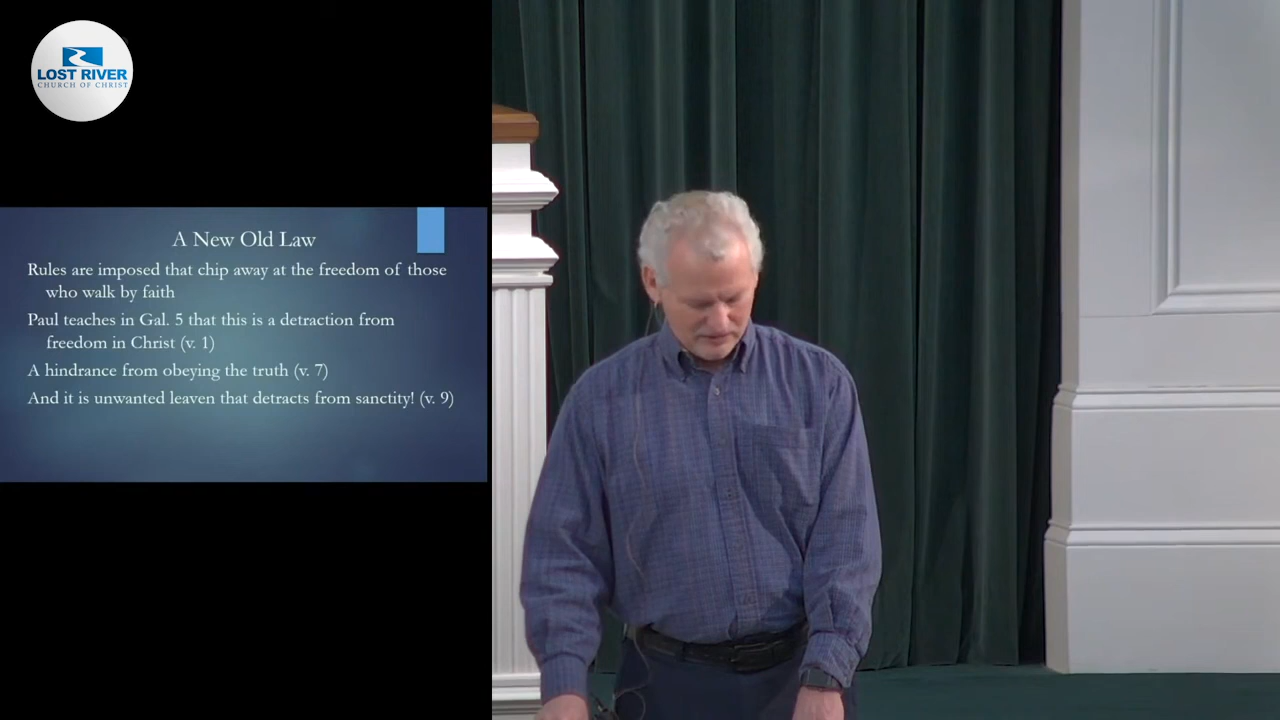 LOST RIVER
CHURCH OF CHRIST
A New Old Law
Rules are imposed that chip away at the freedom of those
who walk by faith
Paul teaches in Gal. 5 that this is a detraction from
freedom in Christ (v. 1)
A hindrance from obeying the truth (v. 7)
And it is unwanted leaven that detracts from sanctity! (v. 9)